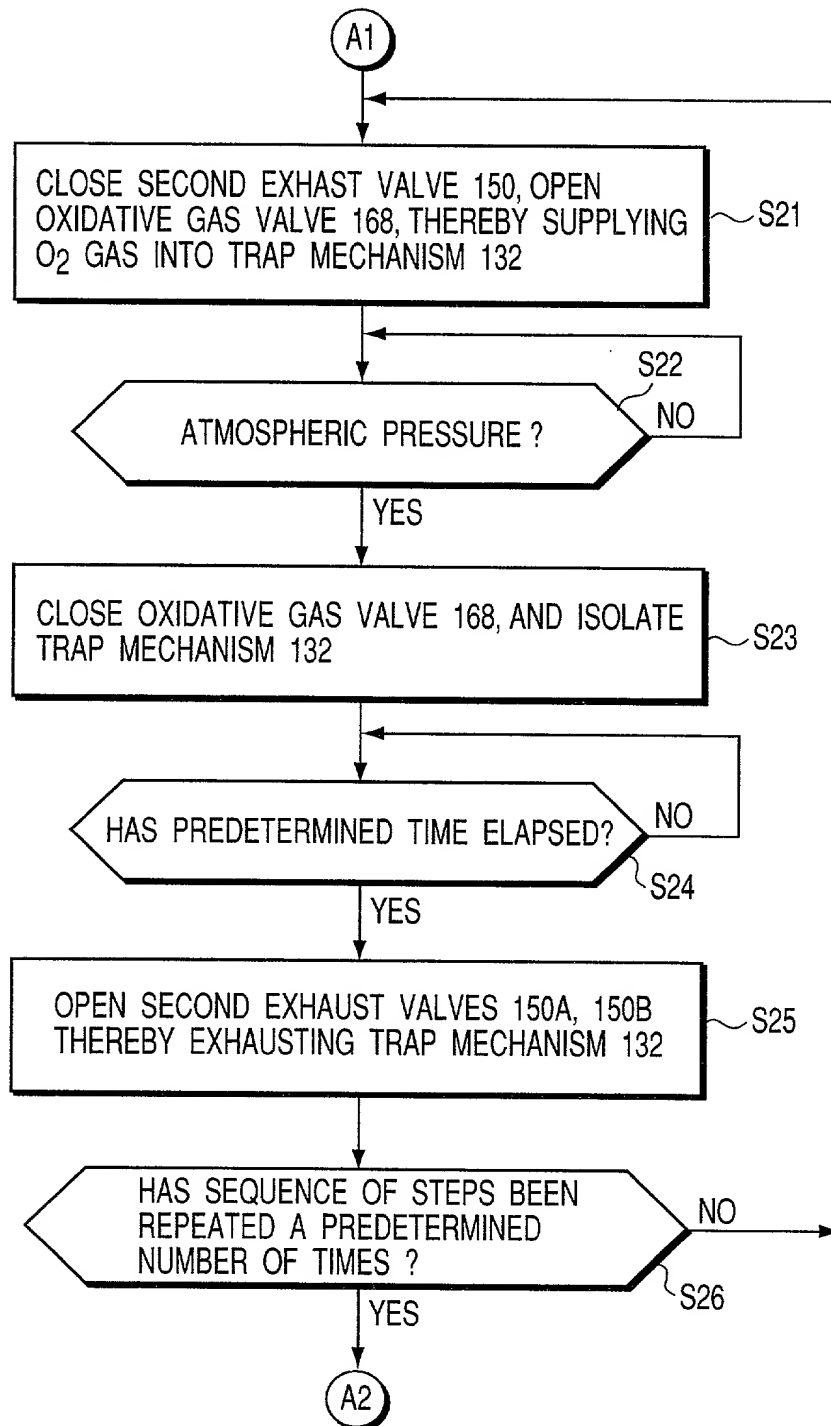 A1
CLOSE SECOND EXHAST VALVE 150, OPEN
OXIDATIVE GAS VALVE 168, THEREBY SUPPLYING
O2 GAS INTO TRAP MECHANISM 132
S21
S22
ATMOSPHERIC PRESSURE ?
NO
YES
CLOSE OXIDATIVE GAS VALVE 168, AND ISOLATE
TRAP MECHANISM 132
S23
HAS PREDETERMINED TIME ELAPSED?
NO
S24
YES
OPEN SECOND EXHAUST VALVES 150A, 150B
THEREBY EXHAUSTING TRAP MECHANISM 132
S25
HAS SEQUENCE OF STEPS BEEN
REPEATED A PREDETERMINED
NUMBER OF TIMES ?
NO
S26
YES
A2